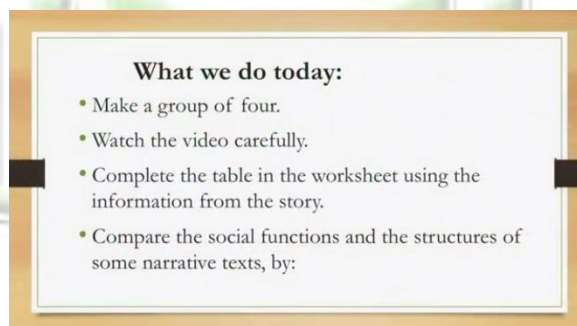 What we do today:
• Make a group of four.
• Watch the video carefully.
• Complete the table in the worksheet using the
information from the story.
• Compare the social functions and the structures of
some narrative texts, by: